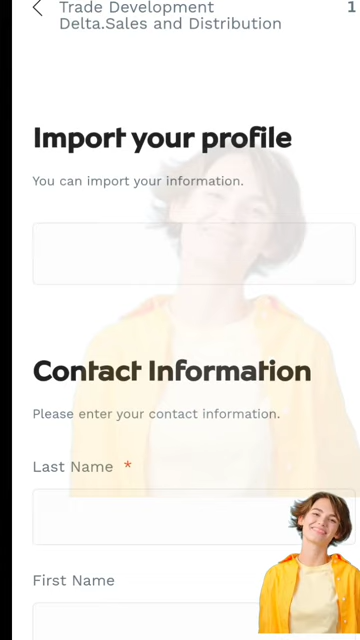 Trade Development
Delta.Sales and Distribution
1
Import your profile
You can import your information.
Contact Information
Please enter your contact information.
Last Name *
First Name